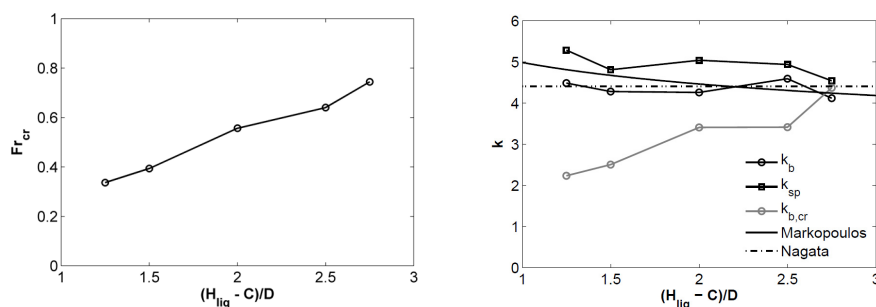 1
0.8
0.6
0.4
0.2
0
Fr_cr
1 1.5 2 2.5 3
(H_liq - C)/D
6
5
4
3
2
1
0
k
k_b
k_sp
k_b,cr
Markopoulos
Nagata
1 1.5 2 2.5 3
(H_liq − C)/D